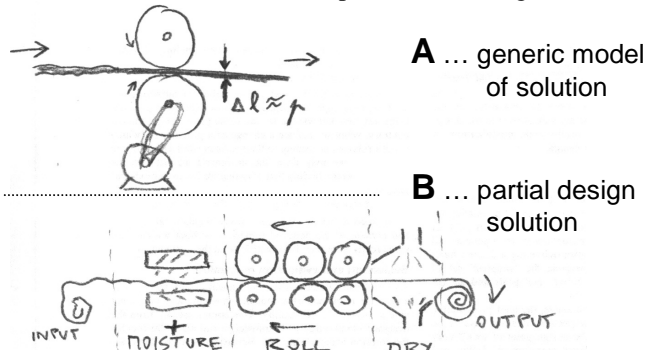 A ... generic model
of solution
Δl≈p
B ... partial design
solution
INPUT
+
MOISTURE
ROLL
DRY
OUTPUT